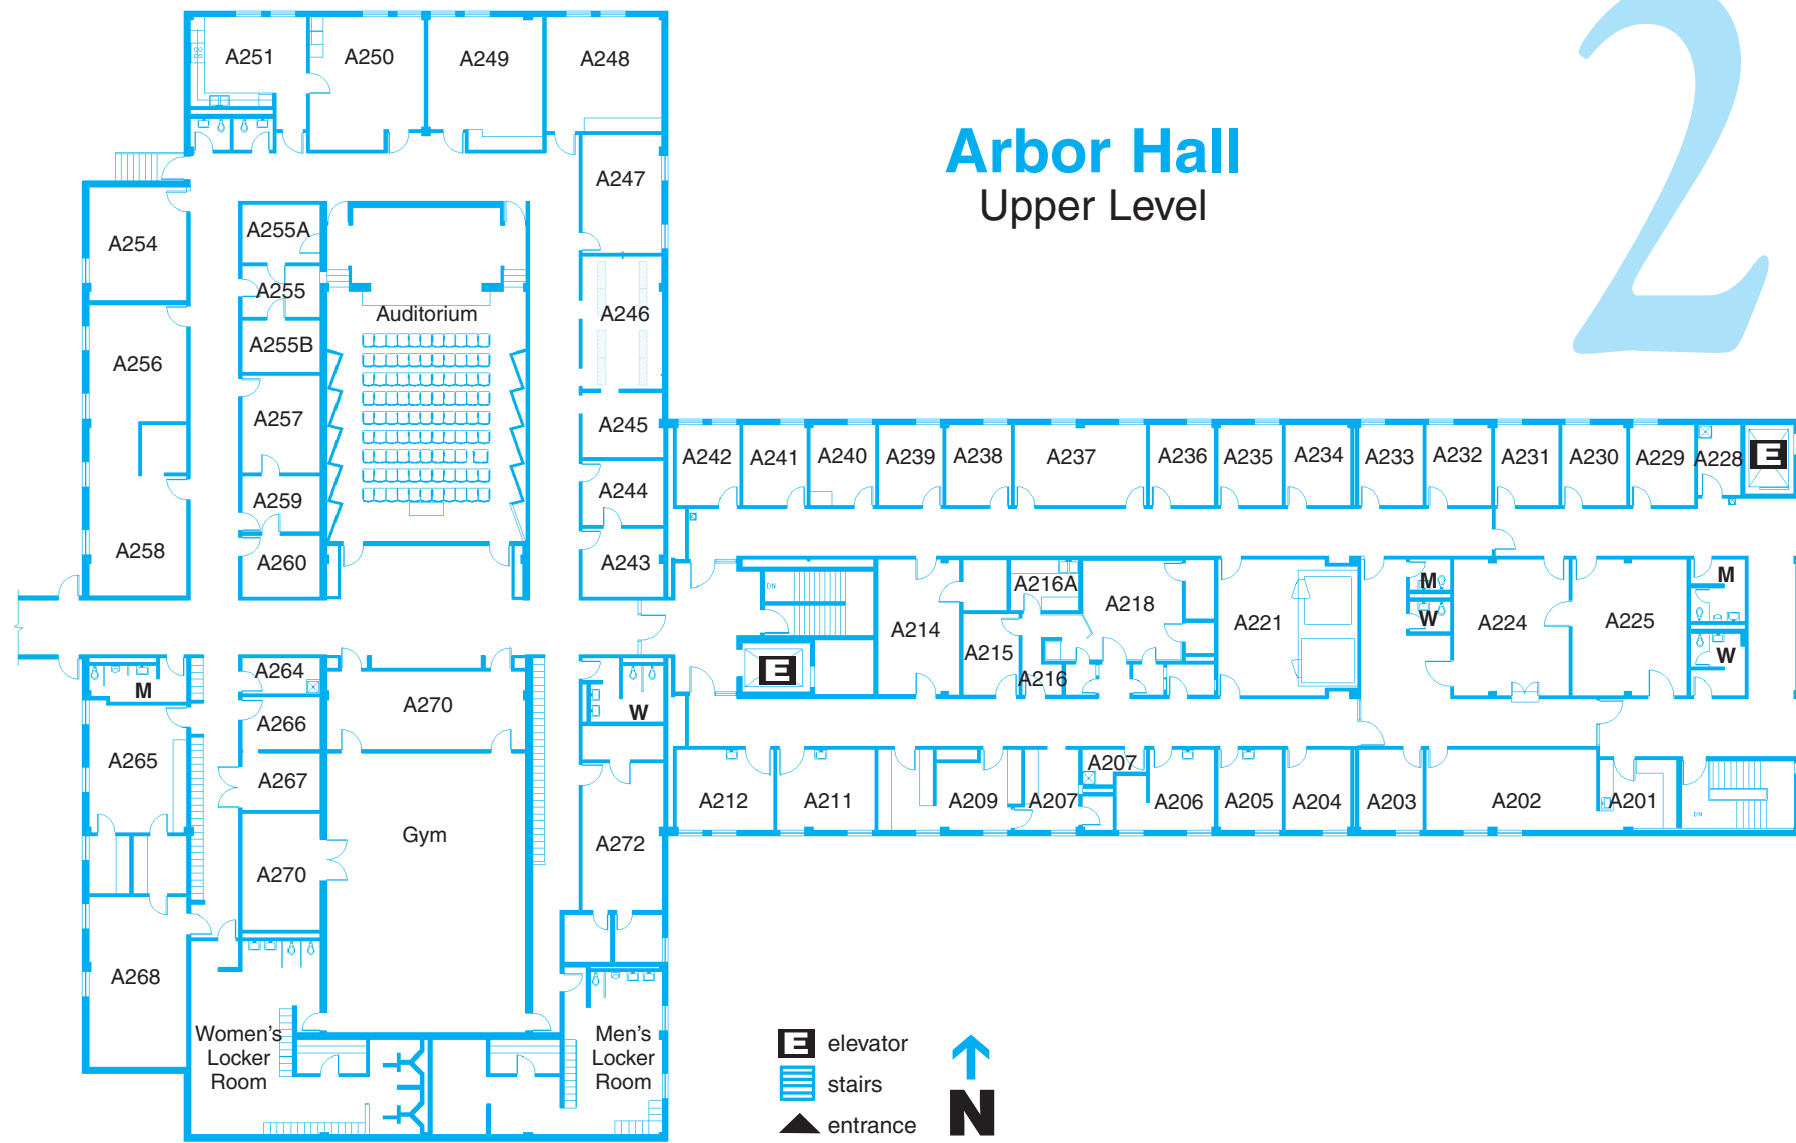 2
Arbor Hall
Upper Level
A251
A250
A249
A248
A247
A254
A255A
A255
A255B
Auditorium
A246
A256
A257
A245
A244
A259
A258
A260
A243
A242
A241
A240
A239
A238
A237
A236
A235
A234
A233
A232
A231
A230
A229
A228
E
DN
A214
A216A
A218
A215
A216
A221
M
W
A224
A225
M
W
E
M
A264
A266
A270
W
A265
A267
A270
Gym
A272
A268
A212
A211
A209
A207
A207
A206
A205
A204
A203
A202
A201
DN
Women's
Locker
Room
Men's
Locker
Room
E elevator
stairs
entrance
N